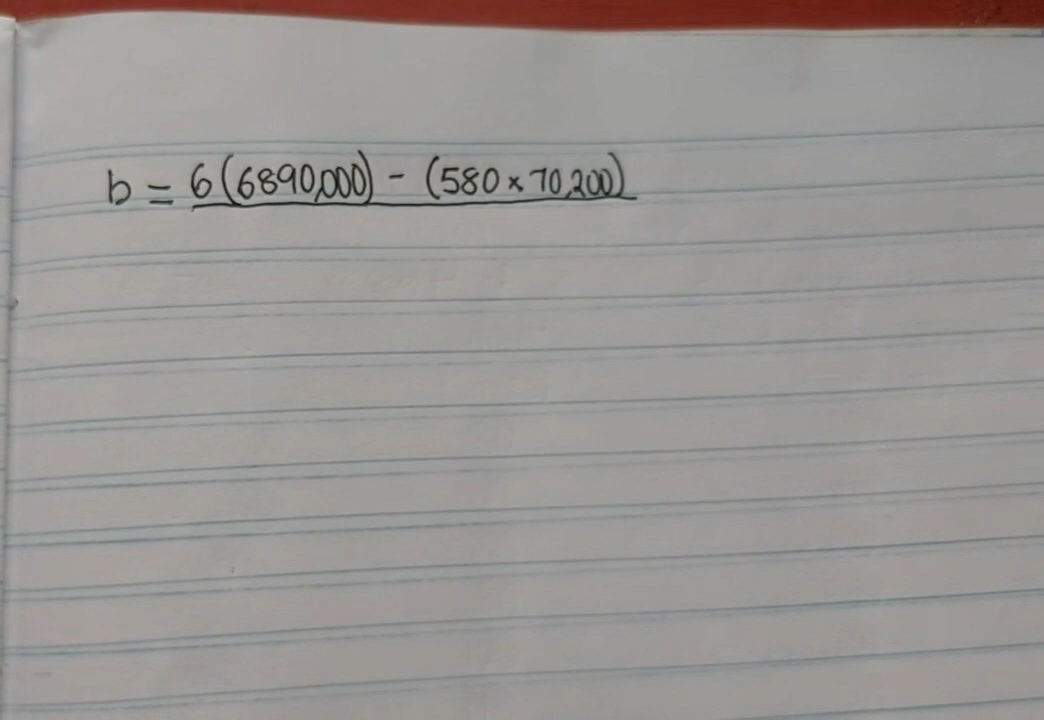 b = 6(6890,000) - (580 × 70,200)